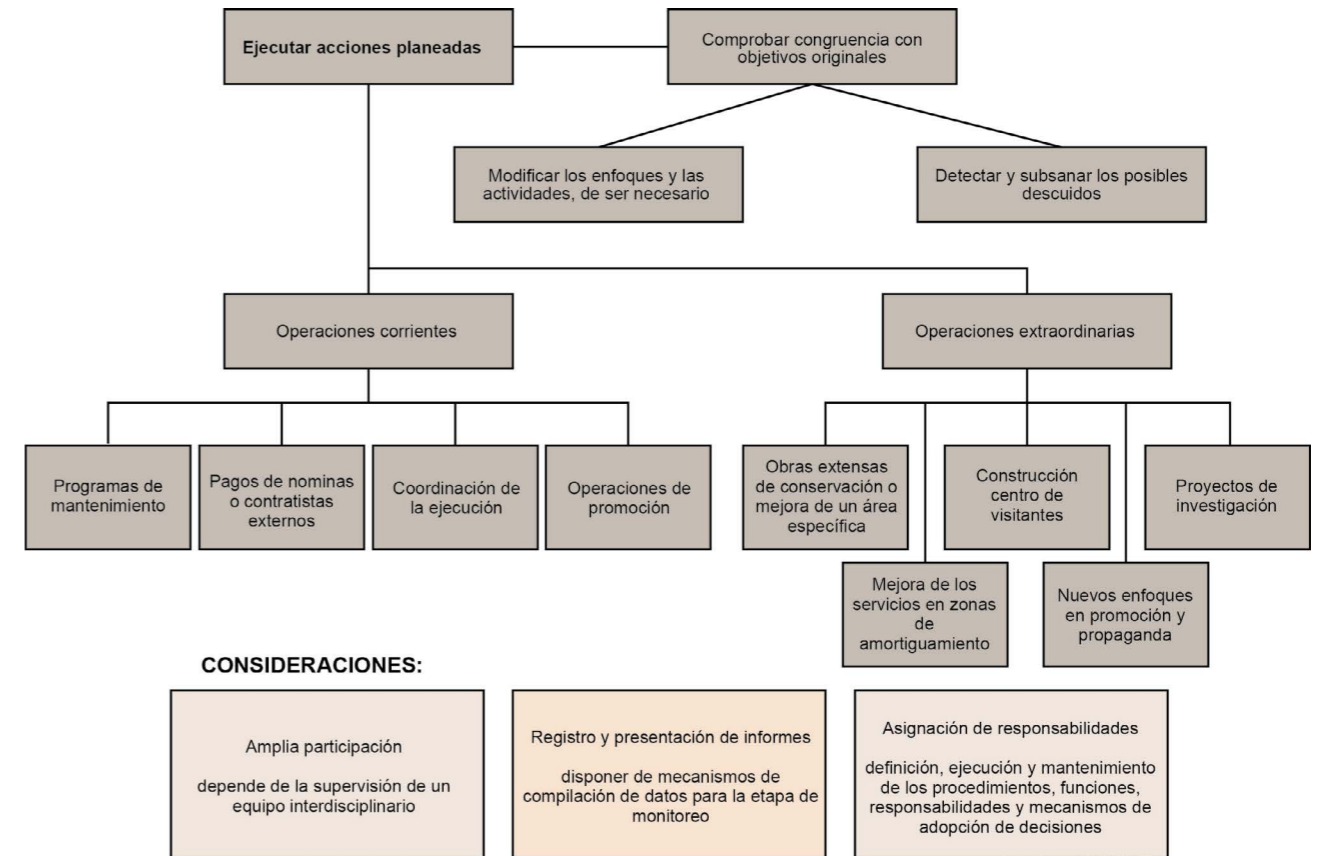 Ejecutar acciones planeadas
Comprobar congruencia con
objetivos originales
Modificar los enfoques y las
actividades, de ser necesario
Detectar y subsanar los posibles
descuidos
Operaciones corrientes
Operaciones extraordinarias
Programas de
mantenimiento
Pagos de nominas
o contratistas
externos
Coordinación de
la ejecución
Operaciones de
promoción
Obras extensas
de conservación o
mejora de un área
específica
Construcción
centro de
visitantes
Proyectos de
investigación
Mejora de los
servicios en zonas
de
amortiguamiento
Nuevos enfoques
en promoción y
propaganda
CONSIDERACIONES:
Amplia participación
depende de la supervisión de un
equipo interdisciplinario
Registro y presentación de informes
disponer de mecanismos de
compilación de datos para la etapa de
monitoreo
Asignación de responsabilidades
definición, ejecución y mantenimiento
de los procedimientos, funciones,
responsabilidades y mecanismos de
adopción de decisiones